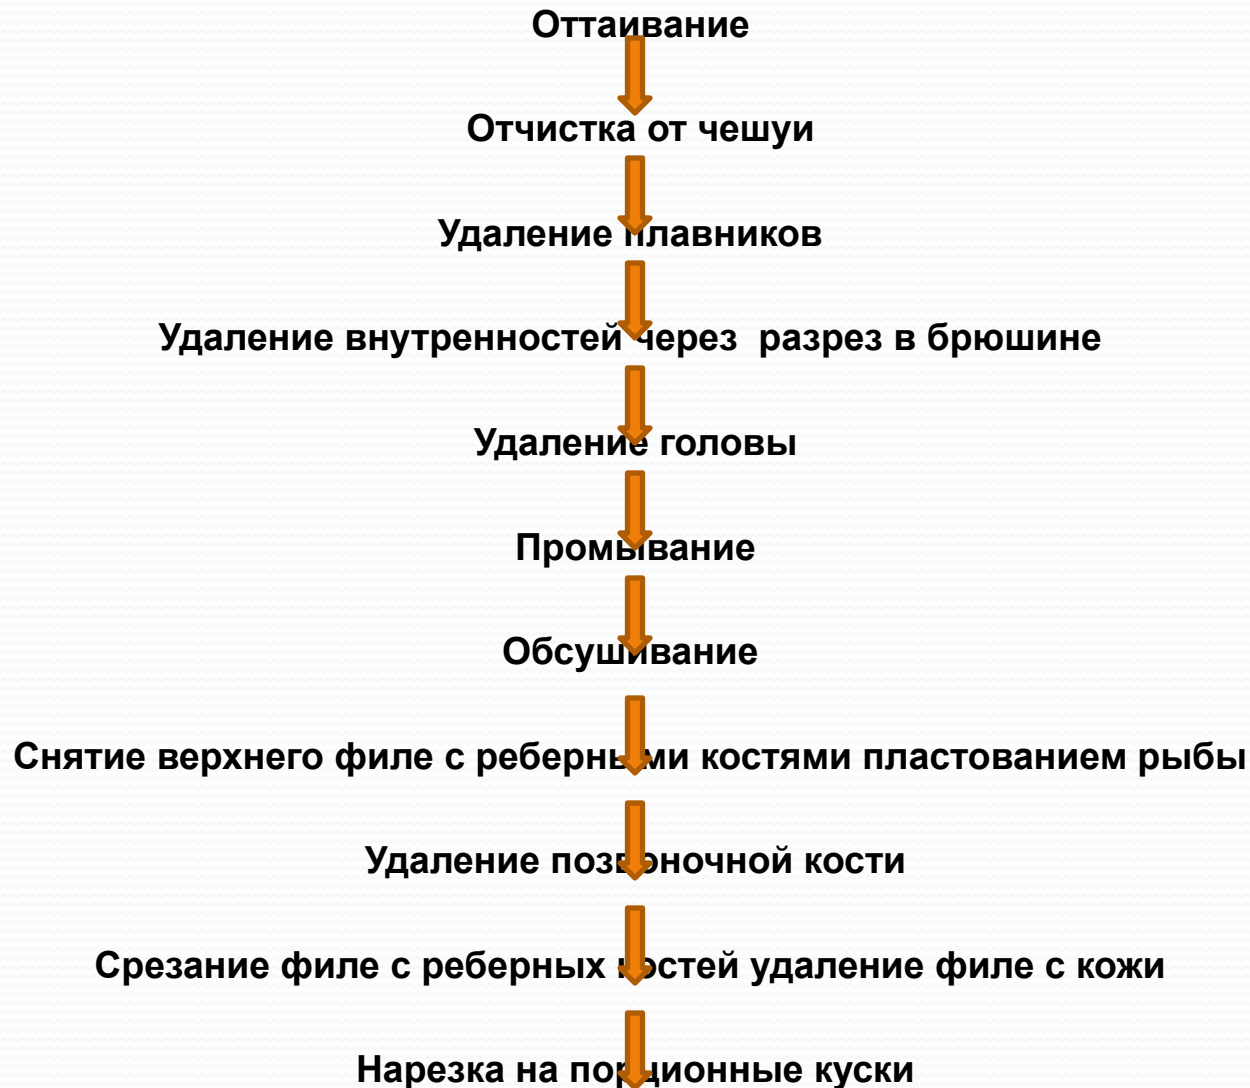 Оттаивание
Отчистка от чешуи
Удаление плавников
Удаление внутренностей через  разрез в брюшине
Удаление головы
Промывание
Обсушивание
Снятие верхнего филе с реберными костями пластованием рыбы
Удаление позвоночной кости
Срезание филе с реберных костей удаление филе с кожи
Нарезка на порционные куски